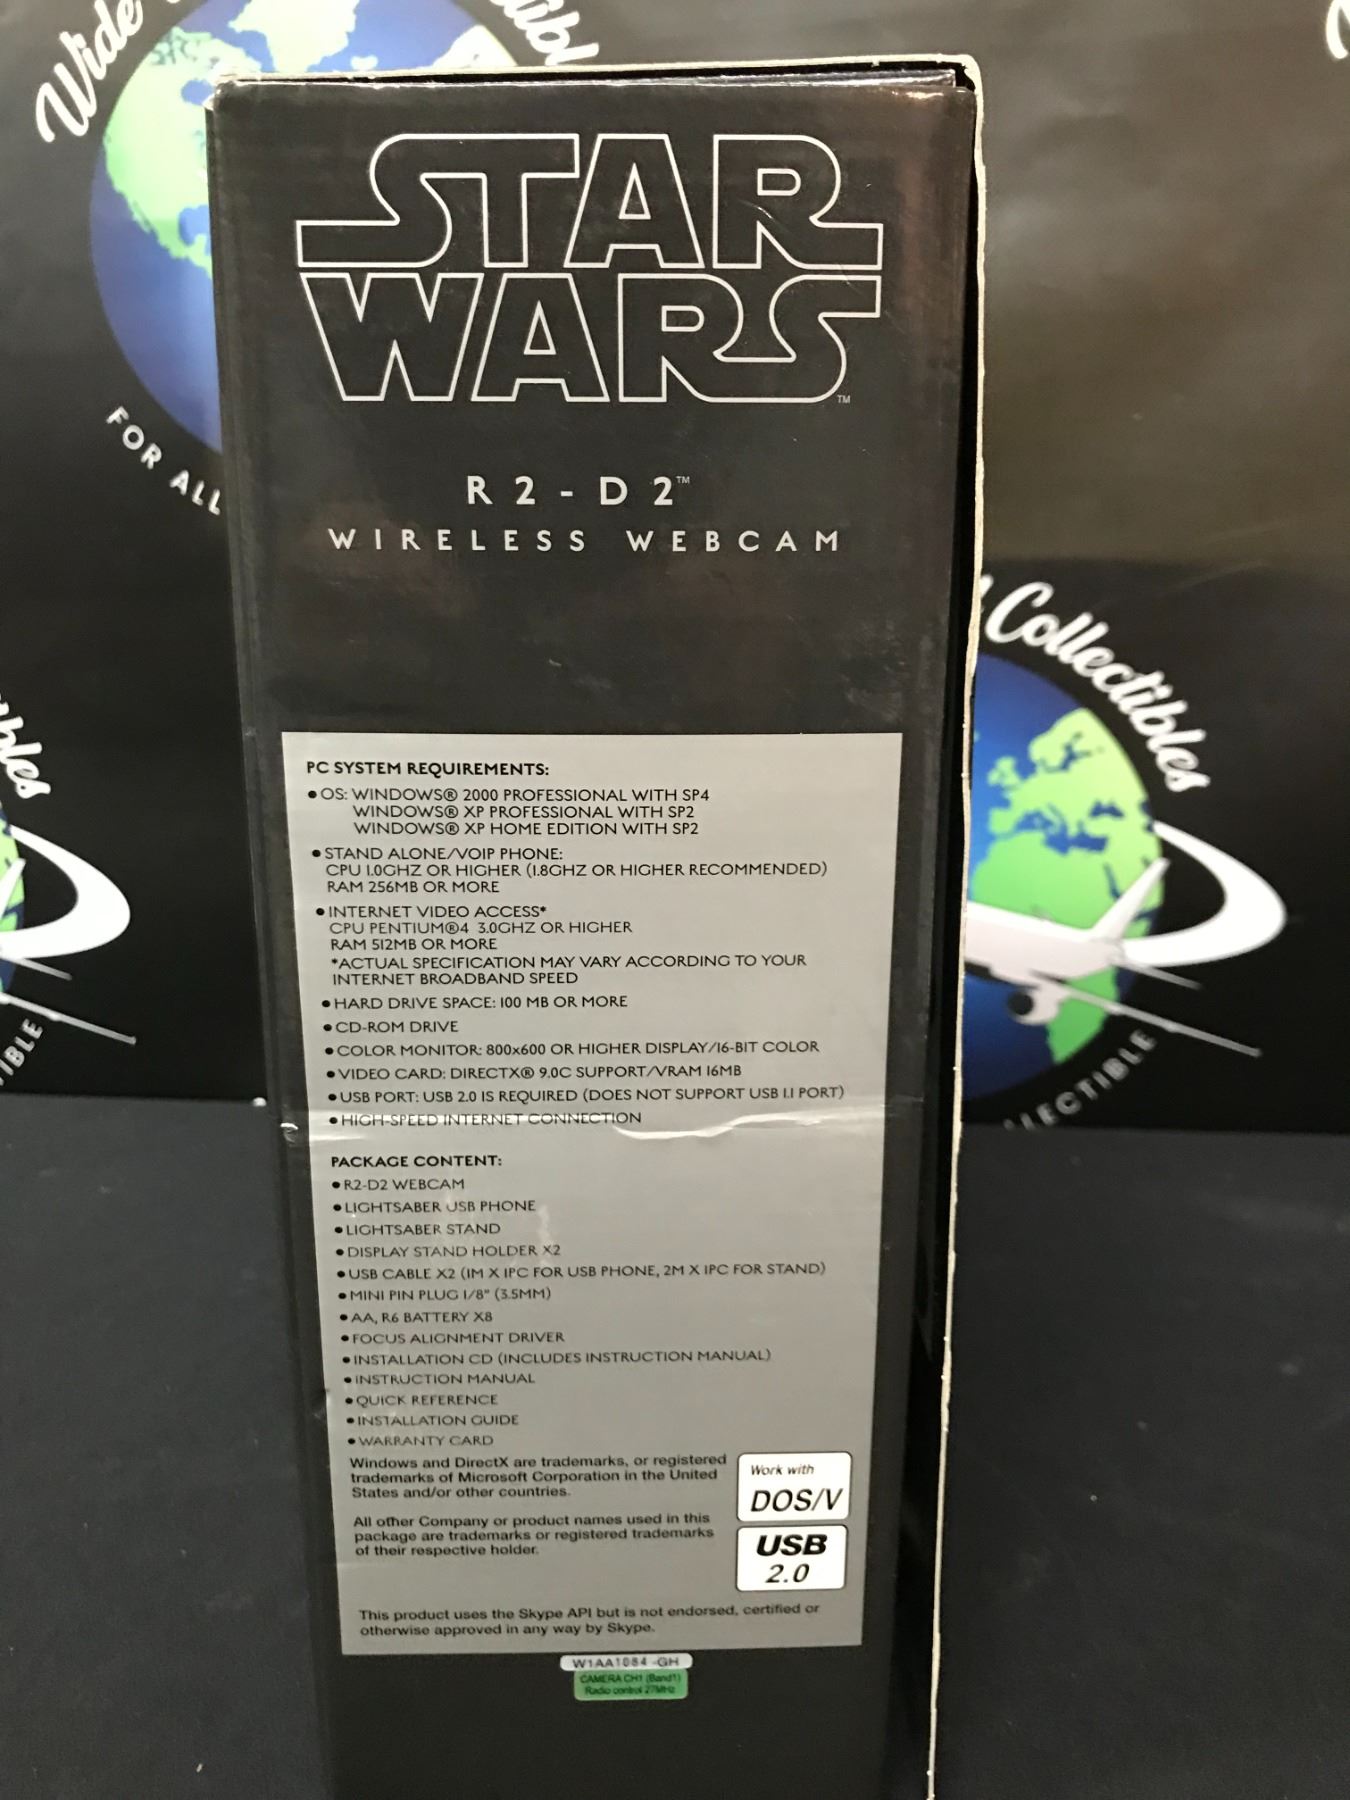 Wide
FOR ALL
STAR
WARS™
R2-D2™
WIRELESS WEBCAM
Collectibles
PC SYSTEM REQUIREMENTS:
• OS: WINDOWS® 2000 PROFESSIONAL WITH SP4
WINDOWS® XP PROFESSIONAL WITH SP2
WINDOWS® XP HOME EDITION WITH SP2
• STAND ALONE/VOIP PHONE:
CPU 1.0GHZ OR HIGHER (1.8GHZ OR HIGHER RECOMMENDED)
RAM 256MB OR MORE
• INTERNET VIDEO ACCESS*
CPU PENTIUM®4 3.0GHZ OR HIGHER
RAM 512MB OR MORE
*ACTUAL SPECIFICATION MAY VARY ACCORDING TO YOUR
INTERNET BROADBAND SPEED
• HARD DRIVE SPACE: 100 MB OR MORE
• CD-ROM DRIVE
• COLOR MONITOR: 800x600 OR HIGHER DISPLAY/16-BIT COLOR
• VIDEO CARD: DIRECTX® 9.0C SUPPORT/VRAM 16MB
• USB PORT: USB 2.0 IS REQUIRED (DOES NOT SUPPORT USB 1.1 PORT)
• HIGH-SPEED INTERNET CONNECTION
PACKAGE CONTENT:
• R2-D2 WEBCAM
• LIGHTSABER USB PHONE
• LIGHTSABER STAND
• DISPLAY STAND HOLDER X2
• USB CABLE X2 (1M X 1PC FOR USB PHONE, 2M X 1PC FOR STAND)
• MINI PIN PLUG 1/8" (3.5MM)
• AA, R6 BATTERY X8
• FOCUS ALIGNMENT DRIVER
• INSTALLATION CD (INCLUDES INSTRUCTION MANUAL)
• INSTRUCTION MANUAL
• QUICK REFERENCE
• INSTALLATION GUIDE
• WARRANTY CARD
Windows and DirectX are trademarks, or registered
trademarks of Microsoft Corporation in the United
States and/or other countries.
All other Company or product names used in this
package are trademarks or registered trademarks
of their respective holder.
Work with
DOS/V
USB
2.0
This product uses the Skype API but is not endorsed, certified or
otherwise approved in any way by Skype.
W1AA1084 -GH
CAMERA CH1 (Band1)
Radio control 27MHz